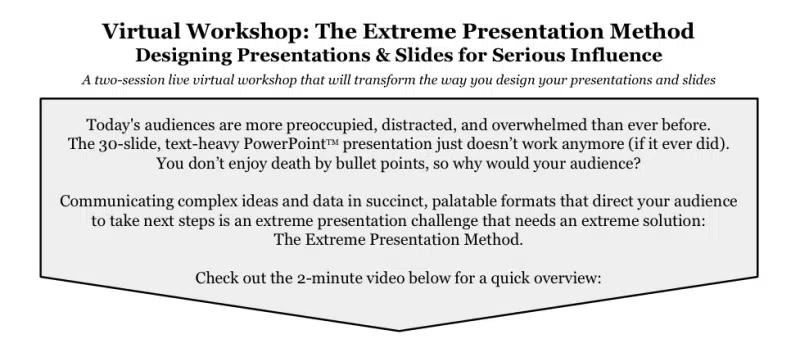 Virtual Workshop: The Extreme Presentation Method
Designing Presentations & Slides for Serious Influence
A two-session live virtual workshop that will transform the way you design your presentations and slides
Today's audiences are more preoccupied, distracted, and overwhelmed than ever before.
The 30-slide, text-heavy PowerPoint™ presentation just doesn’t work anymore (if it ever did).
You don’t enjoy death by bullet points, so why would your audience?
Communicating complex ideas and data in succinct, palatable formats that direct your audience
to take next steps is an extreme presentation challenge that needs an extreme solution:
The Extreme Presentation Method.
Check out the 2-minute video below for a quick overview: